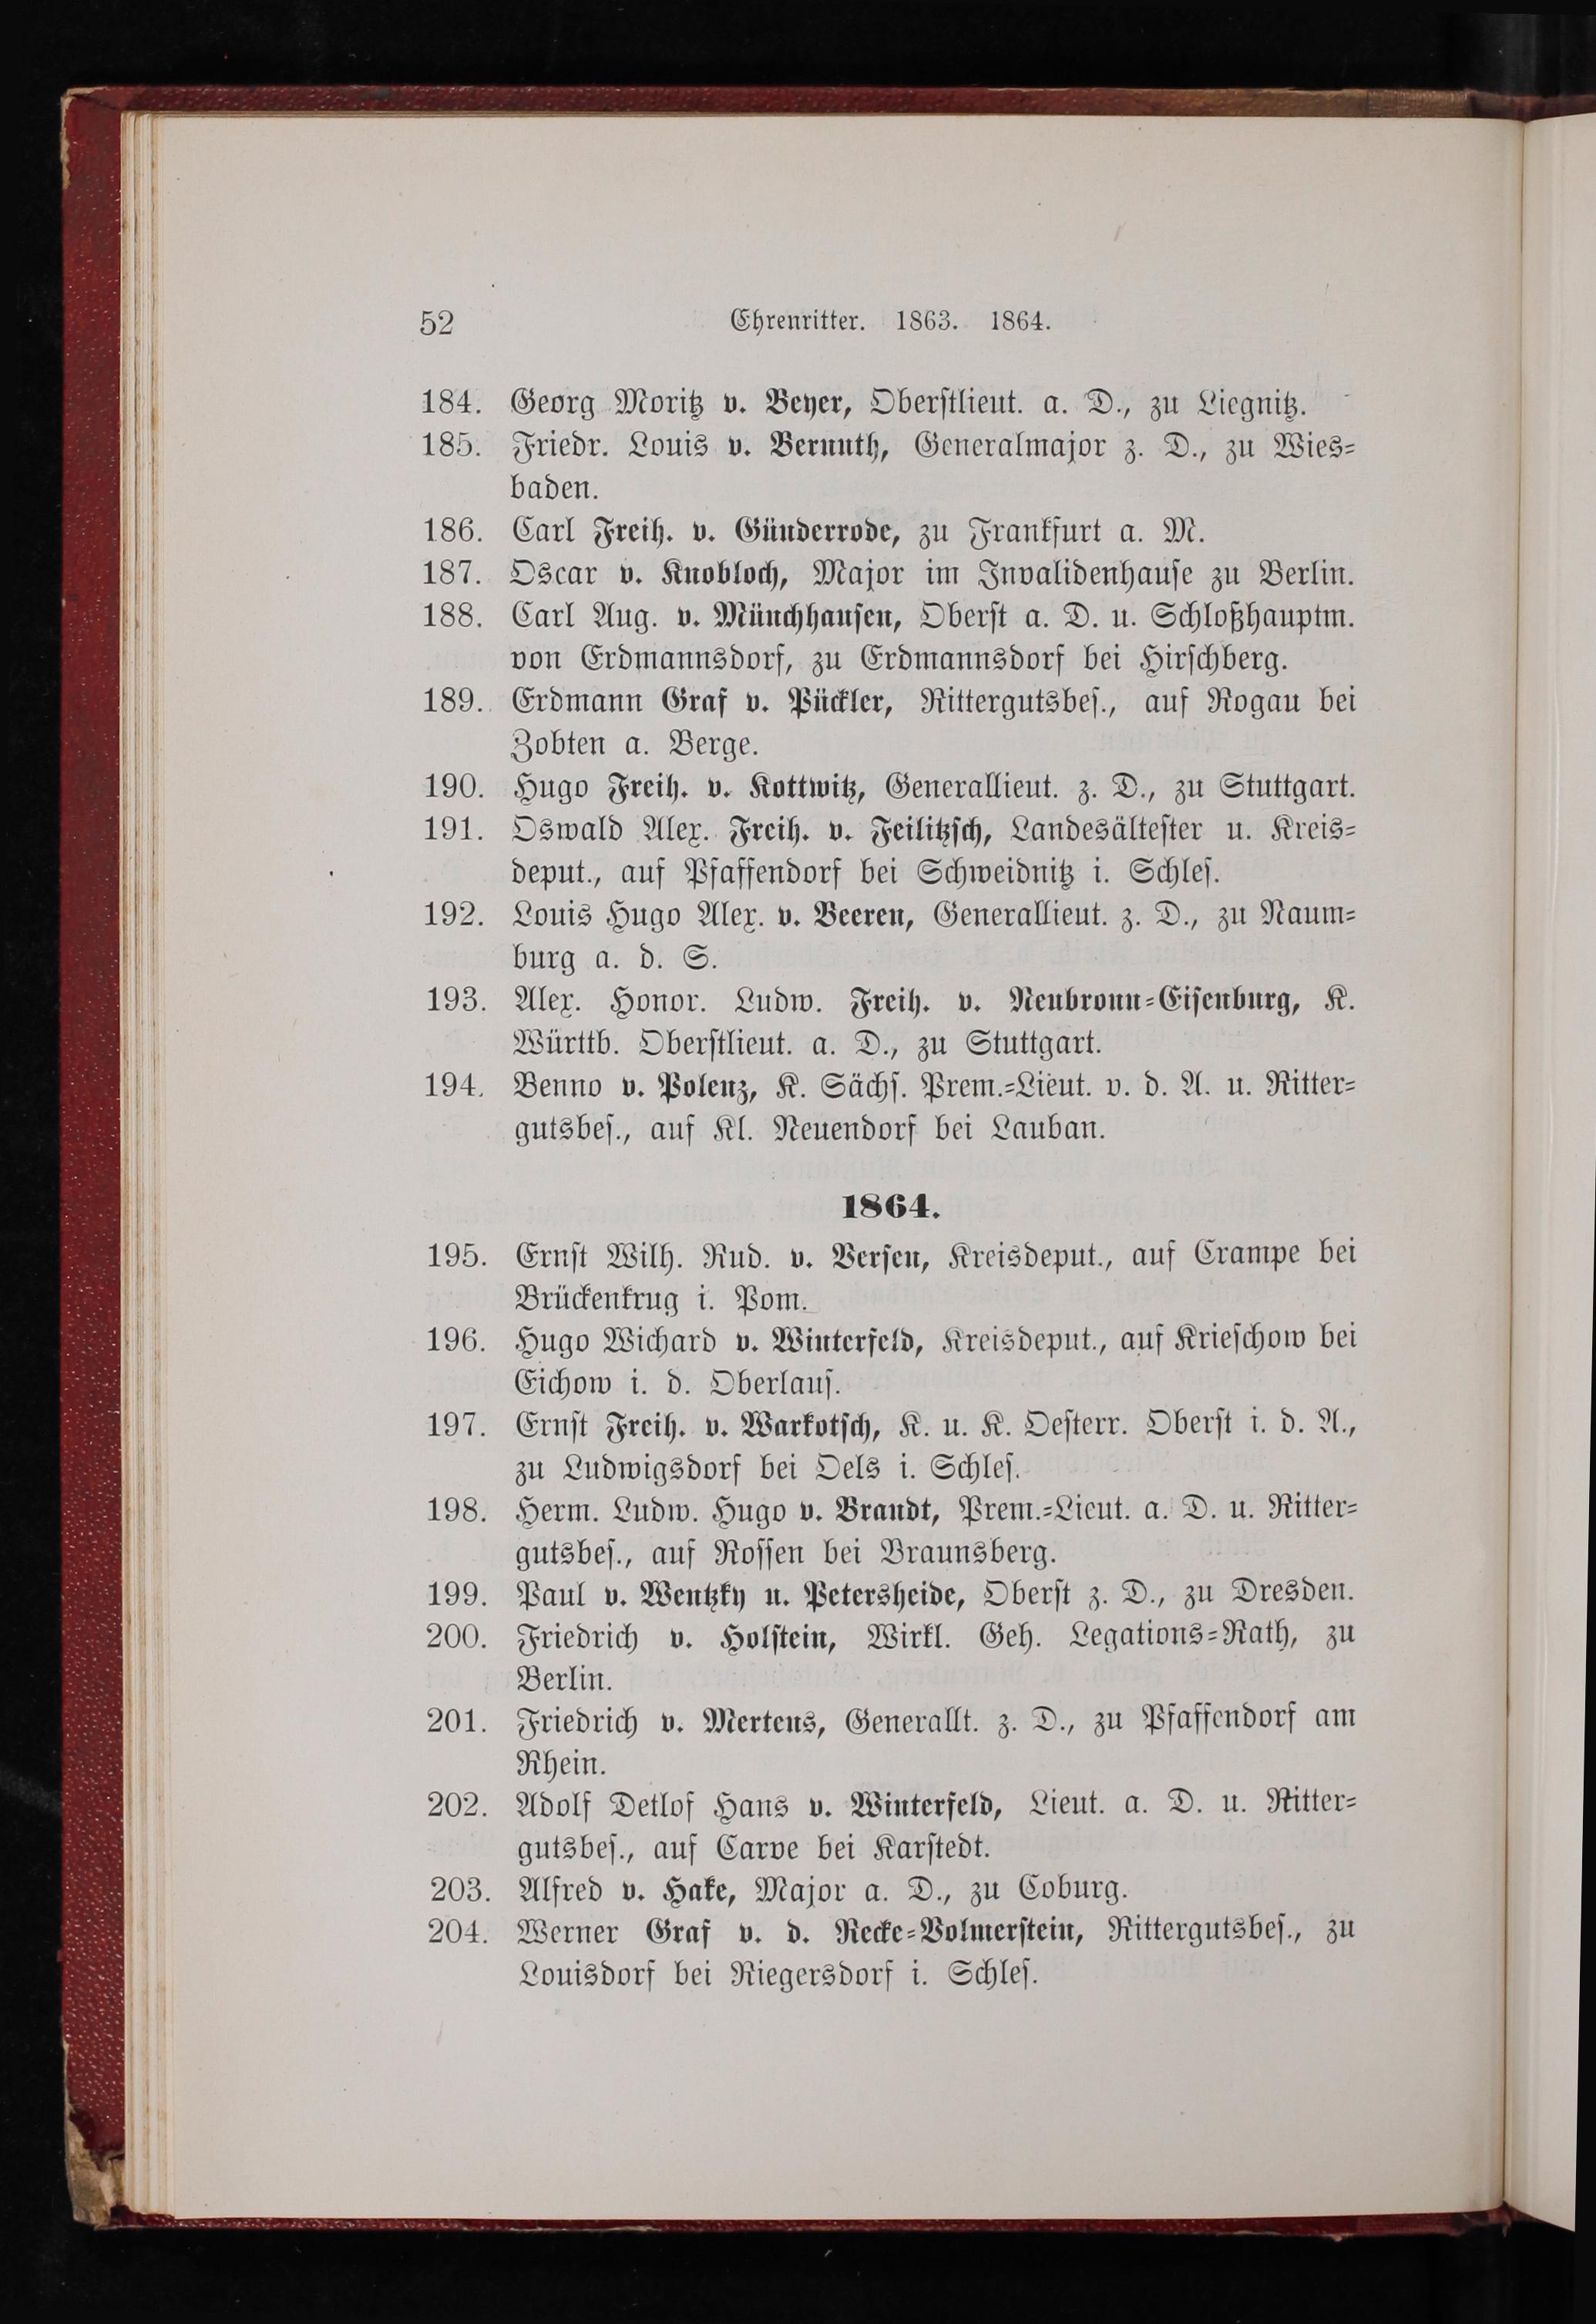 52 Ehrenritter. 1863. 1864.
184. Georg Moritz v. Beyer, Oberstlieut. a. D., zu Liegnitz.
185. Friedr. Louis v. Bernuth, Generalmajor z. D., zu Wies-
baden.
186. Carl Freih. v. Günderrode, zu Frankfurt a. M.
187. Oscar v. Knobloch, Major im Invalidenhause zu Berlin.
188. Carl Aug. v. Münchhausen, Oberst a. D. u. Schloßhauptm.
von Erdmannsdorf, zu Erdmannsdorf bei Hirschberg.
189. Erdmann Graf v. Pückler, Rittergutsbes., auf Rogau bei
Zobten a. Berge.
190. Hugo Freih. v. Kottwitz, Generallieut. z. D., zu Stuttgart.
191. Oswald Alex. Freih. v. Feilitzsch, Landesältester u. Kreis-
deput., auf Pfaffendorf bei Schweidnitz i. Schles.
192. Louis Hugo Alex. v. Beeren, Generallieut. z. D., zu Naum-
burg a. d. S.
193. Alex. Honor. Ludw. Freih. v. Neubronn-Eisenburg, K.
Württb. Oberstlieut. a. D., zu Stuttgart.
194. Benno v. Polenz, K. Sächs. Prem.-Lieut. v. d. A. u. Ritter-
gutsbes., auf Kl. Neuendorf bei Lauban.
1864.
195. Ernst Wilh. Rud. v. Versen, Kreisdeput., auf Crampe bei
Brückenkrug i. Pom.
196. Hugo Wichard v. Winterfeld, Kreisdeput., auf Krieschow bei
Eichow i. d. Oberlaus.
197. Ernst Freih. v. Warkotsch, K. u. K. Oesterr. Oberst i. d. A.,
zu Ludwigsdorf bei Oels i. Schles.
198. Herm. Ludw. Hugo v. Brandt, Prem.-Lieut. a. D. u. Ritter-
gutsbes., auf Rossen bei Braunsberg.
199. Paul v. Wentzky u. Petersheide, Oberst z. D., zu Dresden.
200. Friedrich v. Holstein, Wirkl. Geh. Legations-Rath, zu
Berlin.
201. Friedrich v. Mertens, Generallt. z. D., zu Pfaffendorf am
Rhein.
202. Adolf Detlof Hans v. Winterfeld, Lieut. a. D. u. Ritter-
gutsbes., auf Carve bei Karstedt.
203. Alfred v. Hake, Major a. D., zu Coburg.
204. Werner Graf v. d. Recke-Volmerstein, Rittergutsbes., zu
Louisdorf bei Riegersdorf i. Schles.